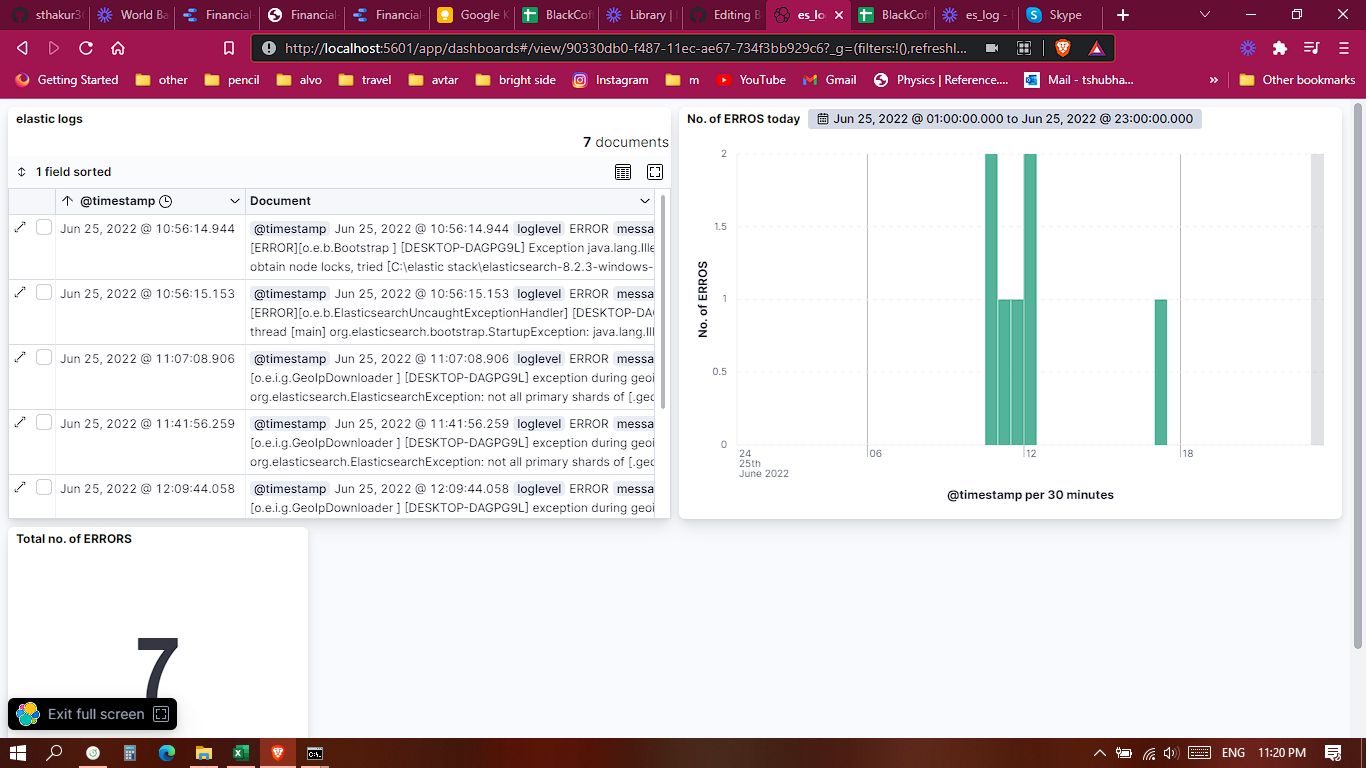 sthakur3(
World Ba
Financial
Financial
Financial
Google K
BlackCoff
Library | I
Editing B
es_lo
BlackCoff
es_log - 
Skype
http://localhost:5601/app/dashboards#/view/90330db0-f487-11ec-ae67-734f3bb929c6?_g=(filters:!(),refreshI...
Getting Started
other
pencil
alvo
travel
avtar
bright side
Instagram
m
YouTube
Gmail
Physics | Reference....
Mail - tshubha...
»
Other bookmarks
elastic logs
7 documents
1 field sorted
@timestamp
Document
Jun 25, 2022 @ 10:56:14.944
@timestamp Jun 25, 2022 @ 10:56:14.944 loglevel ERROR messa
[ERROR][o.e.b.Bootstrap ] [DESKTOP-DAGPG9L] Exception java.lang.Ille
obtain node locks, tried [C:\elastic stack\elasticsearch-8.2.3-windows-
Jun 25, 2022 @ 10:56:15.153
@timestamp Jun 25, 2022 @ 10:56:15.153 loglevel ERROR messa
[ERROR][o.e.b.ElasticsearchUncaughtExceptionHandler] [DESKTOP-DA
thread [main] org.elasticsearch.bootstrap.StartupException: java.lang.Ill
Jun 25, 2022 @ 11:07:08.906
@timestamp Jun 25, 2022 @ 11:07:08.906 loglevel ERROR messa
[o.e.i.g.GeoIpDownloader ] [DESKTOP-DAGPG9L] exception during geoi
org.elasticsearch.ElasticsearchException: not all primary shards of [.geo
Jun 25, 2022 @ 11:41:56.259
@timestamp Jun 25, 2022 @ 11:41:56.259 loglevel ERROR messa
[o.e.i.g.GeoIpDownloader ] [DESKTOP-DAGPG9L] exception during geoi
org.elasticsearch.ElasticsearchException: not all primary shards of [.geo
Jun 25, 2022 @ 12:09:44.058
@timestamp Jun 25, 2022 @ 12:09:44.058 loglevel ERROR messa
[o.e.i.g.GeoIpDownloader ] [DESKTOP-DAGPG9L] exception during geoi
No. of ERROS today
Jun 25, 2022 @ 01:00:00.000 to Jun 25, 2022 @ 23:00:00.000
No. of ERROS
2
1.5
1
0.5
0
24
25th
June 2022
06
12
18
@timestamp per 30 minutes
Total no. of ERRORS
7
Exit full screen
ENG
11:20 PM